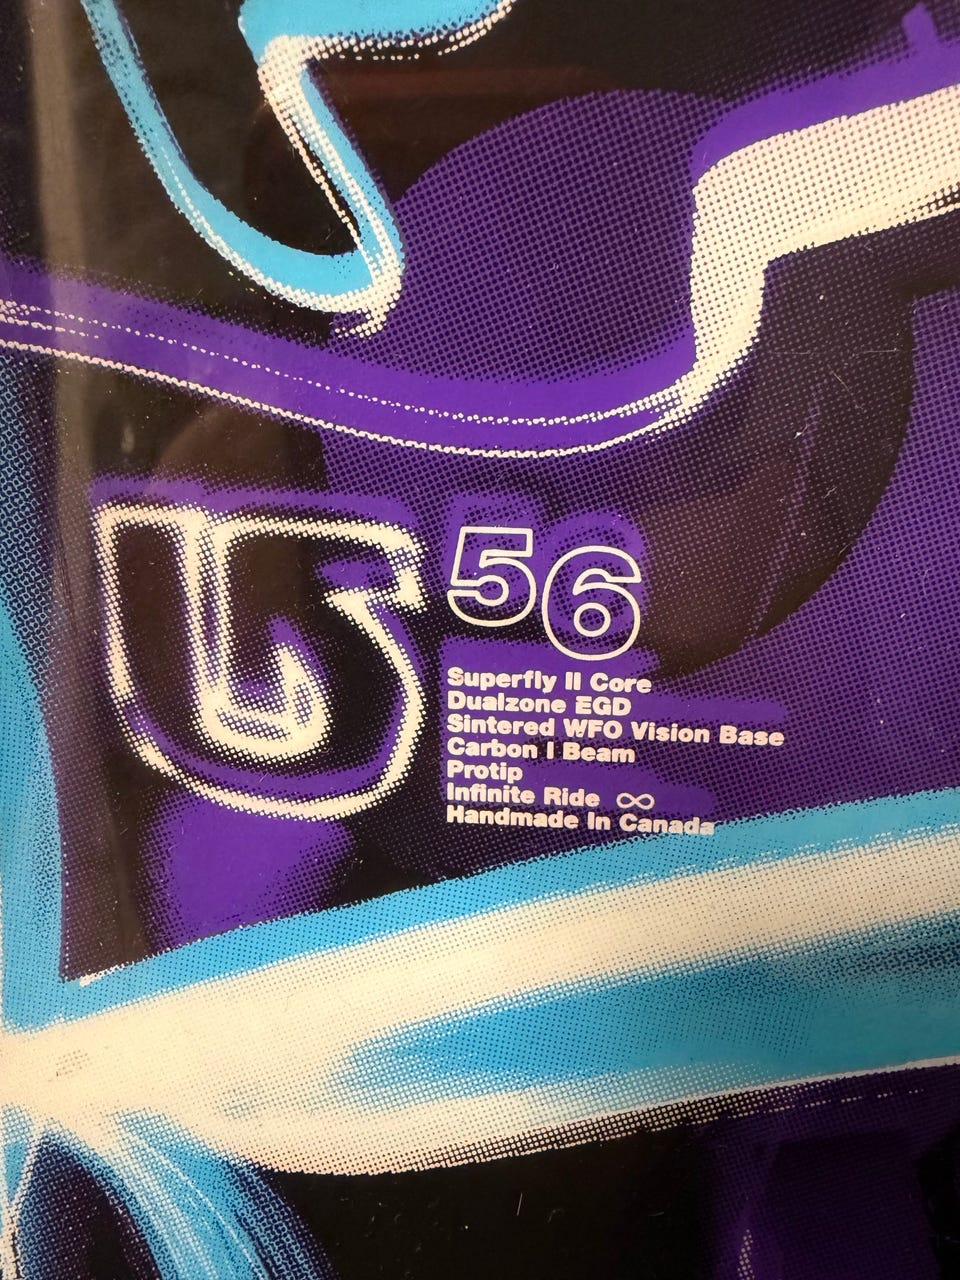 56
Superfly II Core
Dualzone EGD
Sintered WFO Vision Base
Carbon I Beam
Protip
Infinite Ride ∞
Handmade In Canada